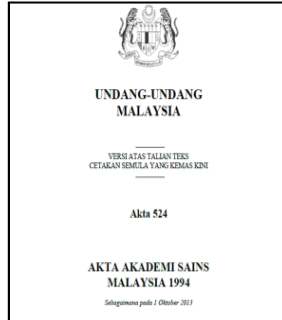 UNDANG-UNDANG
MALAYSIA
VERSI ATAS TALIAN TEKS
CETAKAN SEMULA YANG KEMAS KINI
Akta 524
AKTA AKADEMI SAINS
MALAYSIA 1994
Sebagaimana pada 1 Oktober 2013